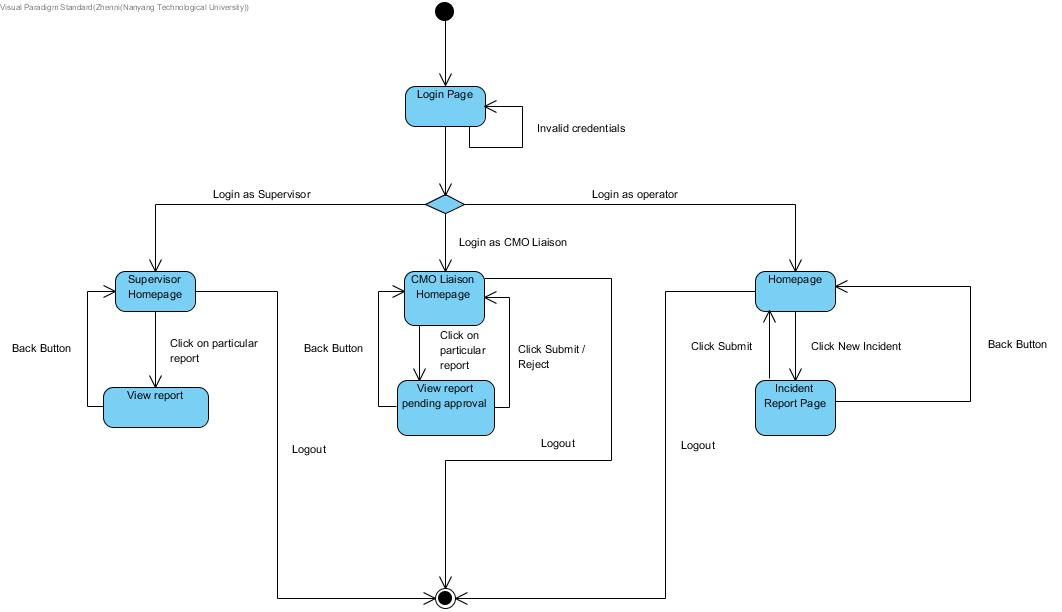 Visual Paradigm Standard(Zhenni(Nanyang Technological University))
Login Page
Invalid credentials
Login as Supervisor
Login as operator
Login as CMO Liaison
Supervisor
Homepage
CMO Liaison
Homepage
Homepage
Back Button
Click on particular
report
Back Button
Click on
particular
report
Click Submit /
Reject
Click Submit
Click New Incident
Back Button
View report
View report
pending approval
Incident
Report Page
Logout
Logout
Logout